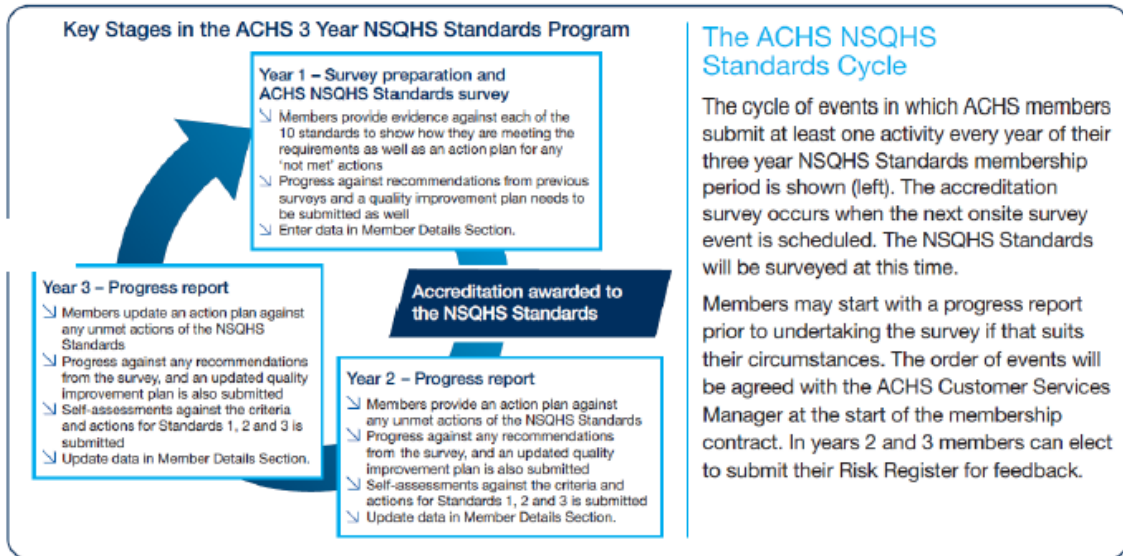 Key Stages in the ACHS 3 Year NSQHS Standards Program
Year 1 – Survey preparation and
ACHS NSQHS Standards survey
Members provide evidence against each of the
10 standards to show how they are meeting the
requirements as well as an action plan for any
'not met' actions
Progress against recommendations from previous
surveys and a quality improvement plan needs to
be submitted as well
Enter data in Member Details Section.
Accreditation awarded to
the NSQHS Standards
Year 2 – Progress report
Members provide an action plan against
any unmet actions of the NSQHS Standards
Progress against any recommendations
from the survey, and an updated quality
improvement plan is also submitted
Self-assessments against the criteria and
actions for Standards 1, 2 and 3 is submitted
Update data in Member Details Section.
Year 3 – Progress report
Members update an action plan against
any unmet actions of the NSQHS
Standards
Progress against any recommendations
from the survey, and an updated quality
improvement plan is also submitted
Self-assessments against the criteria
and actions for Standards 1, 2 and 3 is
submitted
Update data in Member Details Section.
The ACHS NSQHS
Standards Cycle
The cycle of events in which ACHS members
submit at least one activity every year of their
three year NSQHS Standards membership
period is shown (left). The accreditation
survey occurs when the next onsite survey
event is scheduled. The NSQHS Standards
will be surveyed at this time.
Members may start with a progress report
prior to undertaking the survey if that suits
their circumstances. The order of events will
be agreed with the ACHS Customer Services
Manager at the start of the membership
contract. In years 2 and 3 members can elect
to submit their Risk Register for feedback.